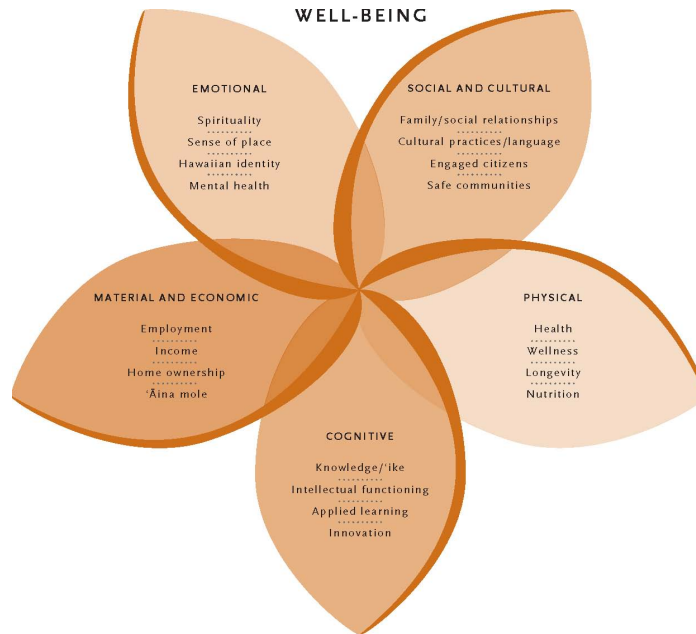 WELL-BEING
EMOTIONAL
Spirituality
Sense of place
Hawaiian identity
Mental health
SOCIAL AND CULTURAL
Family/social relationships
Cultural practices/language
Engaged citizens
Safe communities
MATERIAL AND ECONOMIC
Employment
Income
Home ownership
ʻĀina mole
PHYSICAL
Health
Wellness
Longevity
Nutrition
COGNITIVE
Knowledge/ʻike
Intellectual functioning
Applied learning
Innovation